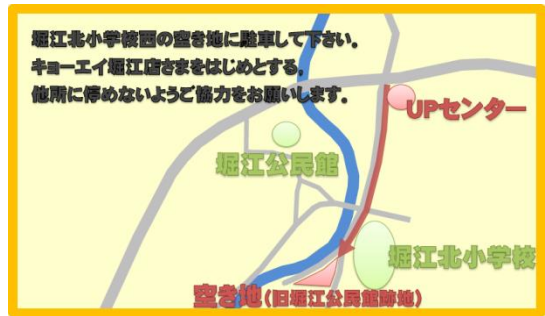 堀江北小学校西の空き地に駐車して下さい。
キョーエイ堀江店さまをはじめとする。
他所に停めないようご協力をお願いします。
UPセンター
堀江公民館
堀江北小学校
空き地(旧堀江公民館跡地)